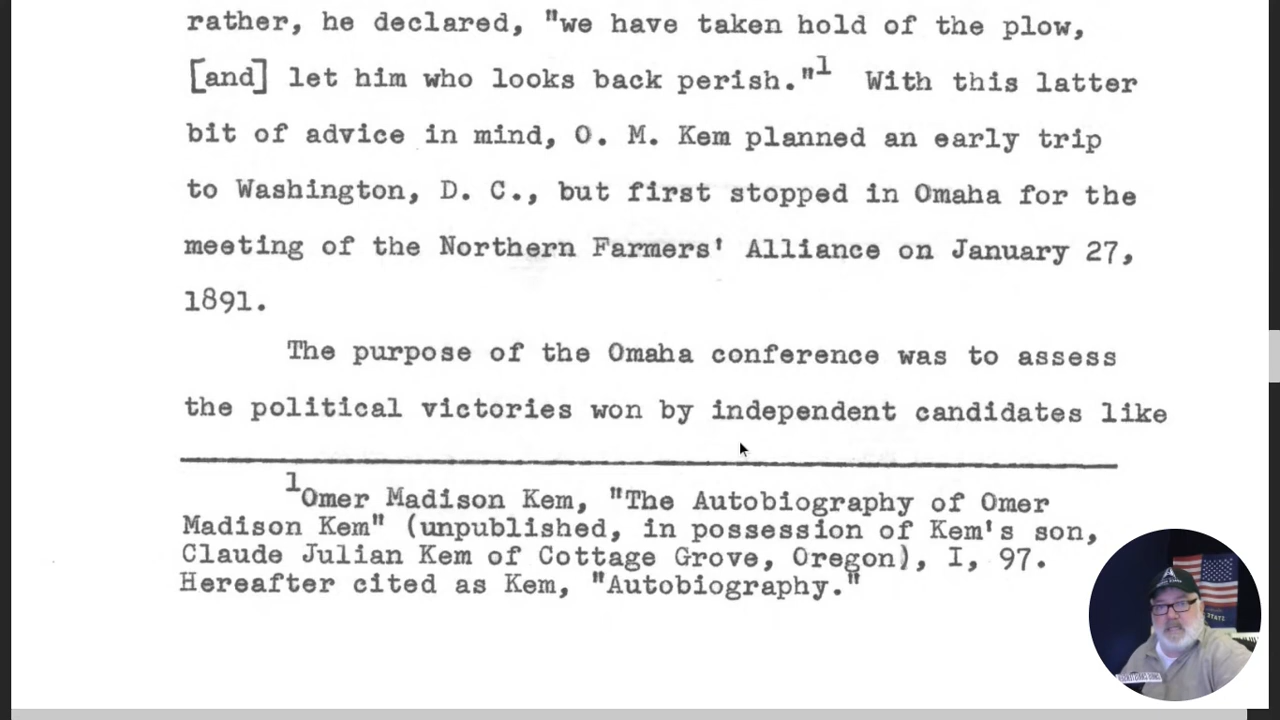 rather, he declared, "we have taken hold of the plow,
[and] let him who looks back perish."1 With this latter
bit of advice in mind, O. M. Kem planned an early trip
to Washington, D. C., but first stopped in Omaha for the
meeting of the Northern Farmers' Alliance on January 27,
1891.
The purpose of the Omaha conference was to assess
the political victories won by independent candidates like
1Omer Madison Kem, "The Autobiography of Omer
Madison Kem" (unpublished, in possession of Kem's son,
Claude Julian Kem of Cottage Grove, Oregon), I, 97.
Hereafter cited as Kem, "Autobiography."
STATE